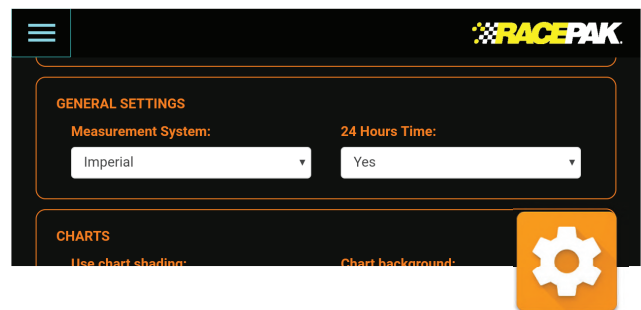 RACEPAK
GENERAL SETTINGS
Measurement System: 24 Hours Time:
Imperial Yes
CHARTS
Use chart shading: Chart background: